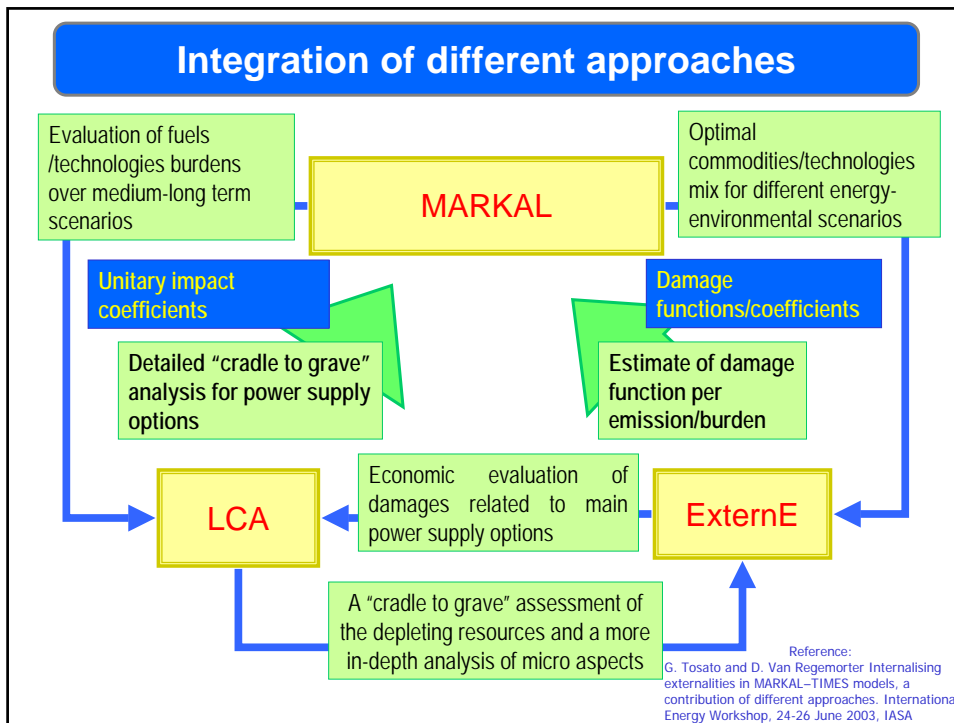 Integration of different approaches
Evaluation of fuels
/technologies burdens
over medium-long term
scenarios
MARKAL
Optimal
commodities/technologies
mix for different energy-
environmental scenarios
Unitary impact
coefficients
Damage
functions/coefficients
Detailed “cradle to grave”
analysis for power supply
options
Estimate of damage
function per
emission/burden
LCA
Economic evaluation of
damages related to main
power supply options
ExternE
A “cradle to grave” assessment of
the depleting resources and a more
in-depth analysis of micro aspects
Reference:
G. Tosato and D. Van Regemorter Internalising
externalities in MARKAL–TIMES models, a
contribution of different approaches. Internationa
Energy Workshop, 24-26 June 2003, IASA